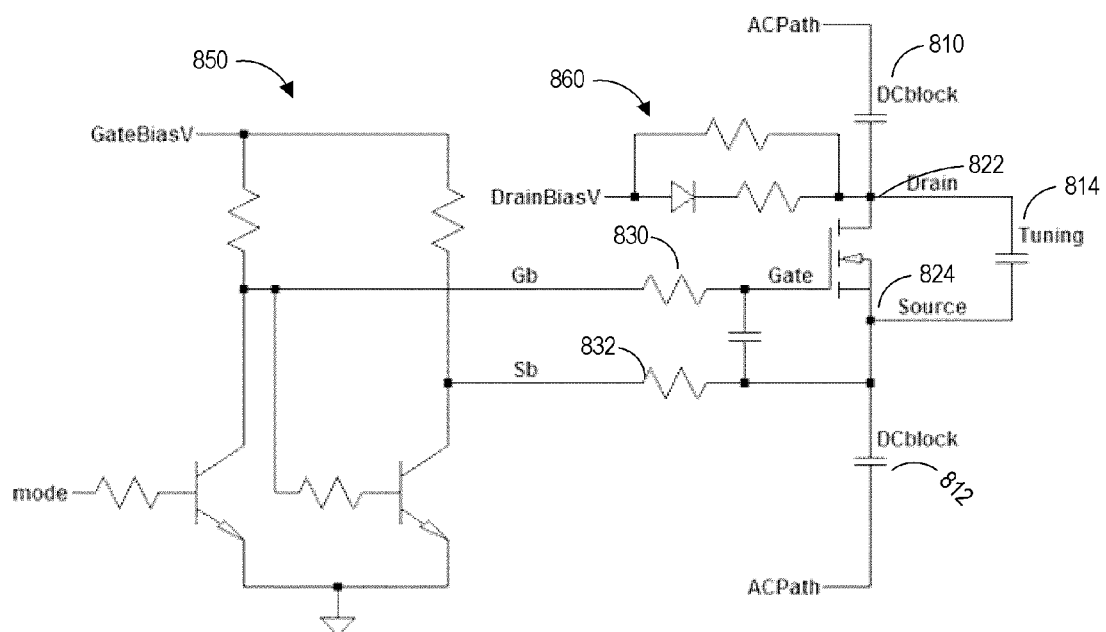 ACPath
810
850
860
DCblock
GateBiasV
822
Drain
814
DrainBiasV
830
Tuning
Gb
Gate
824
Source
832
Sb
DCblock
mode
812
ACPath